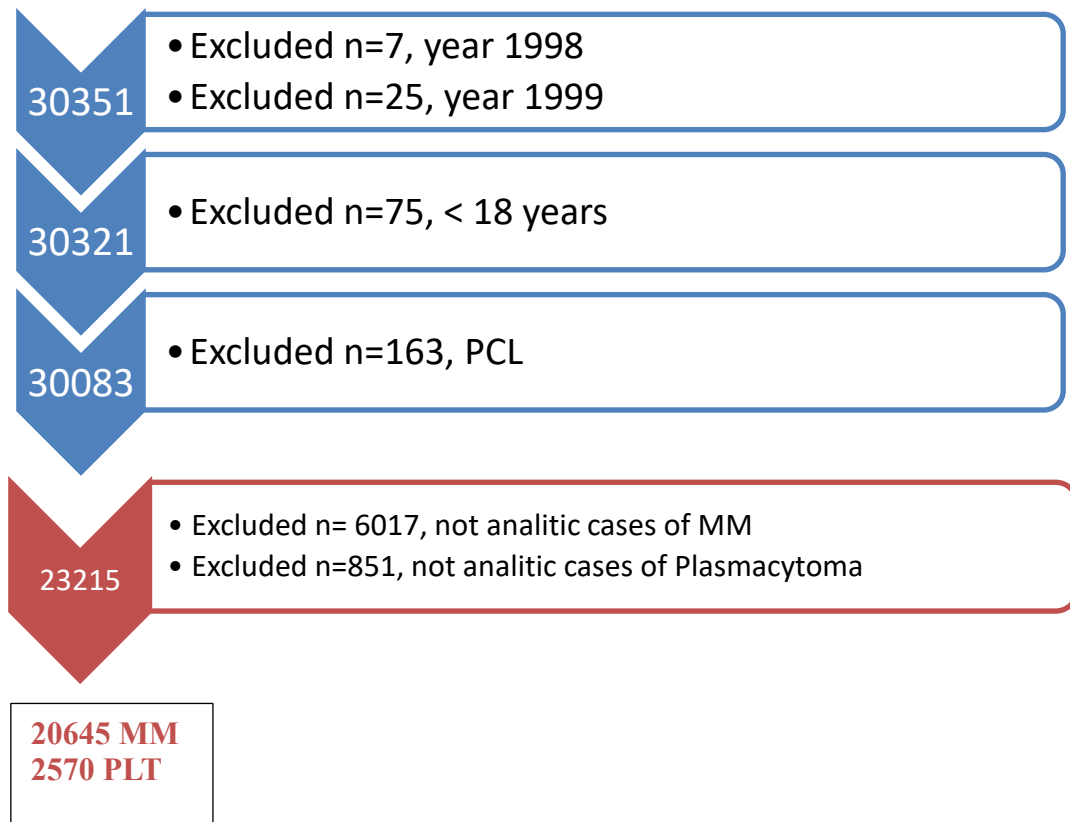 30351
• Excluded n=7, year 1998
• Excluded n=25, year 1999
30321
• Excluded n=75, < 18 years
30083
• Excluded n=163, PCL
23215
• Excluded n= 6017, not analitic cases of MM
• Excluded n=851, not analitic cases of Plasmacytoma
20645 MM
2570 PLT